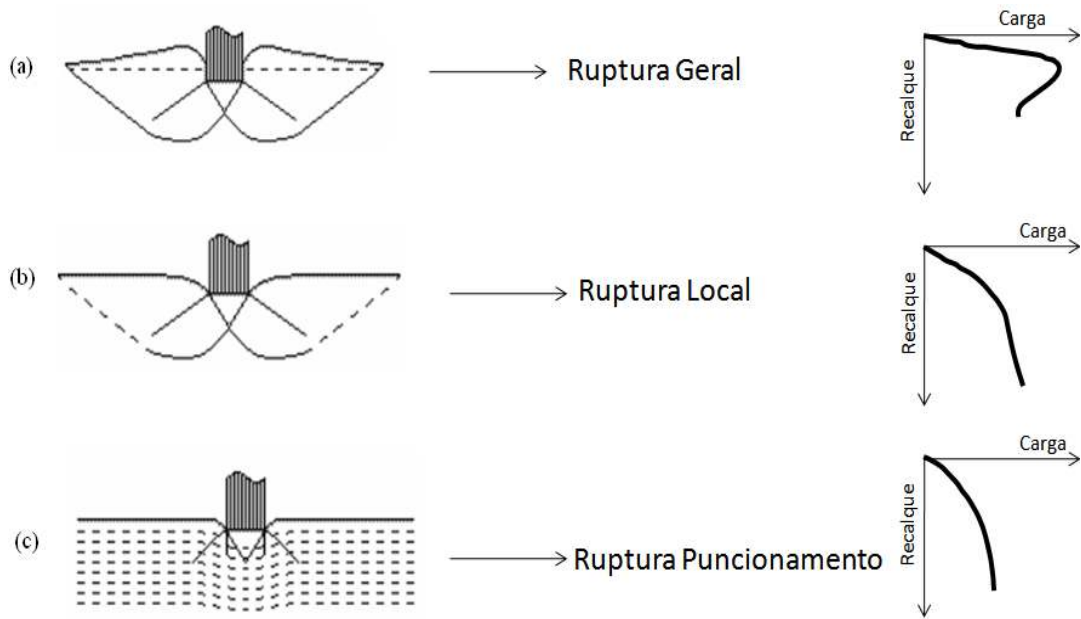 (a)
Ruptura Geral
Carga
Recalque
(b)
Ruptura Local
Carga
Recalque
(c)
Ruptura Puncionamento
Carga
Recalque